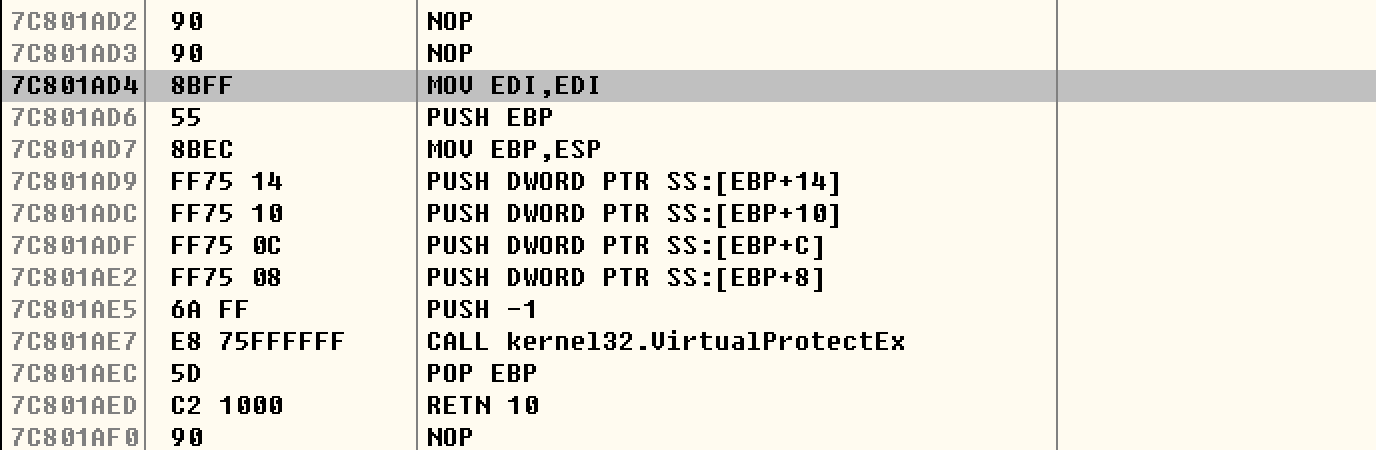 7C801AD2 90 NOP
7C801AD3 90 NOP
7C801AD4 8BFF MOV EDI,EDI
7C801AD6 55 PUSH EBP
7C801AD7 8BEC MOV EBP,ESP
7C801AD9 FF75 14 PUSH DWORD PTR SS:[EBP+14]
7C801ADC FF75 10 PUSH DWORD PTR SS:[EBP+10]
7C801ADF FF75 0C PUSH DWORD PTR SS:[EBP+C]
7C801AE2 FF75 08 PUSH DWORD PTR SS:[EBP+8]
7C801AE5 6A FF PUSH -1
7C801AE7 E8 75FFFFFF CALL kernel32.VirtualProtectEx
7C801AEC 5D POP EBP
7C801AED C2 1000 RETN 10
7C801AF0 90 NOP